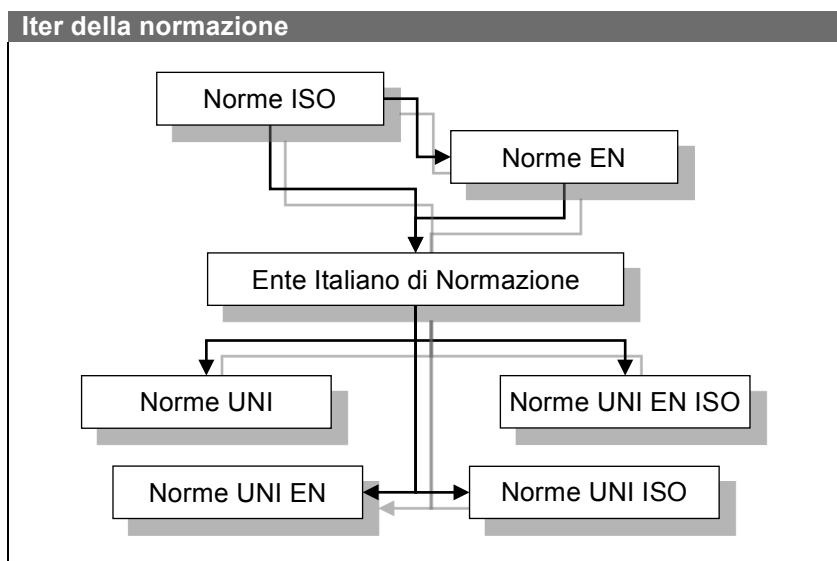 Iter della normazione
Norme ISO
Norme EN
Ente Italiano di Normazione
Norme UNI
Norme UNI EN ISO
Norme UNI EN
Norme UNI ISO